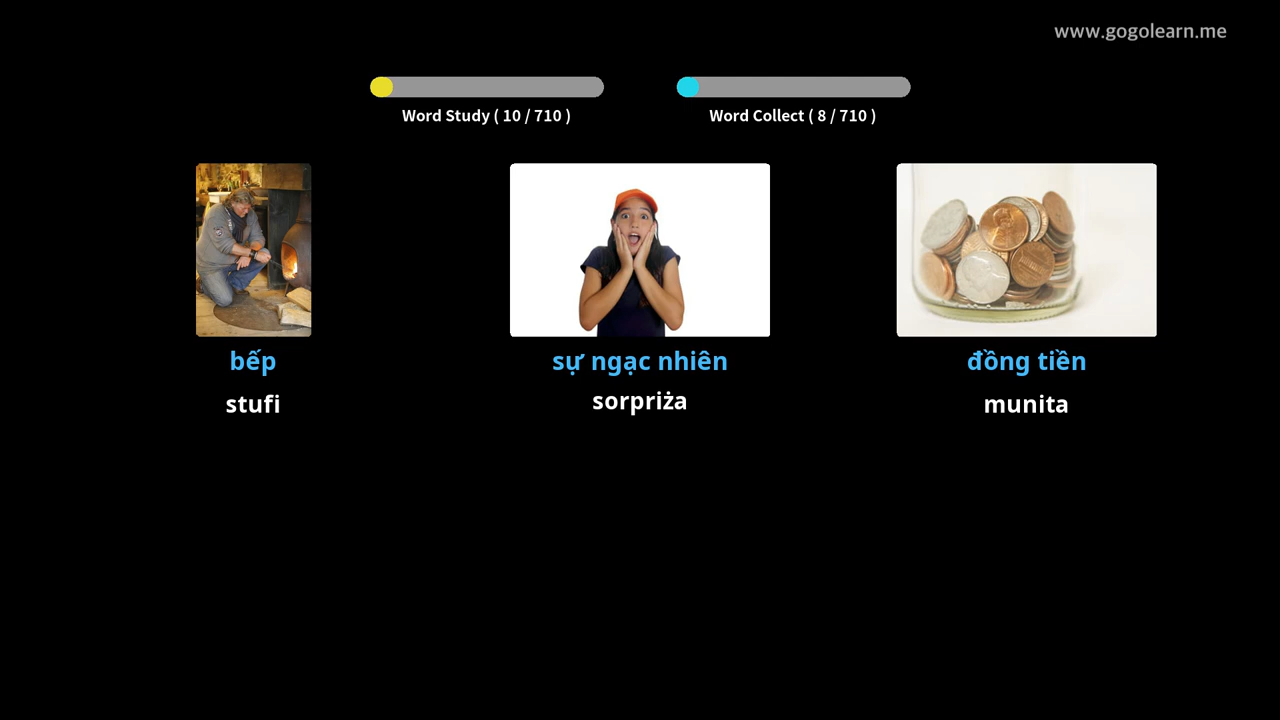 www.gogolearn.me
Word Study ( 10 / 710 )
Word Collect ( 8 / 710 )
bếp
stufi
sự ngạc nhiên
sorpriża
đồng tiền
munita